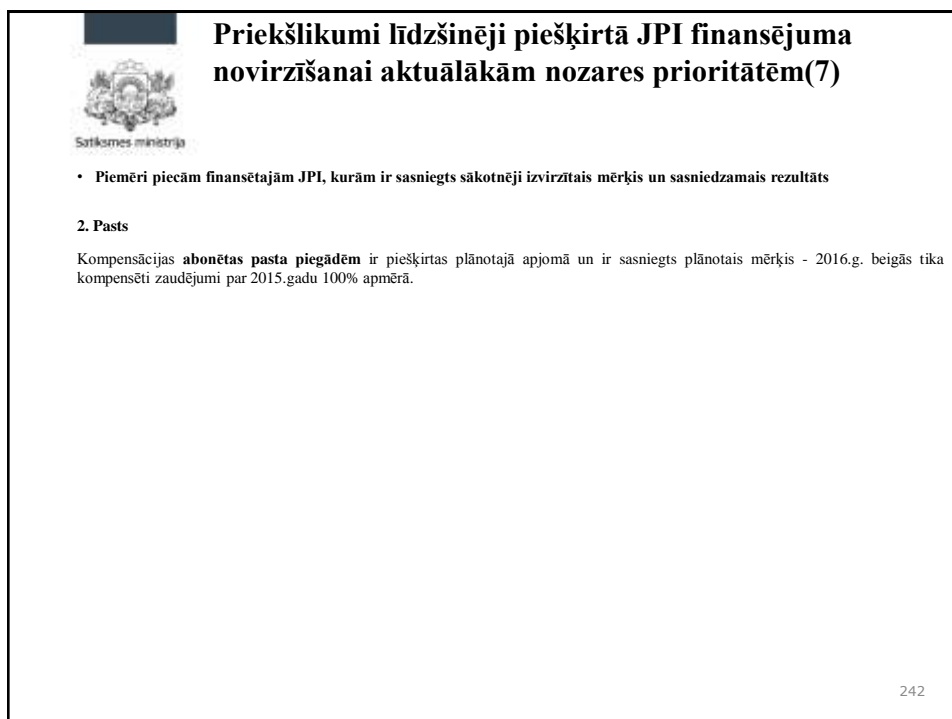 Priekšlikumi līdzšinēji piešķirtā JPI finansējuma
novirzīšanai aktuālākām nozares prioritātēm(7)
Satiksmes ministrija
• Piemēri piecām finansētajām JPI, kurām ir sasniegts sākotnēji izvirzītais mērķis un sasniedzamais rezultāts
2. Pasts
Kompensācijas abonētas pasta piegādēm ir piešķirtas plānotajā apjomā un ir sasniegts plānotais mērķis - 2016.g. beigās tika
kompensēti zaudējumi par 2015.gadu 100% apmērā.
242